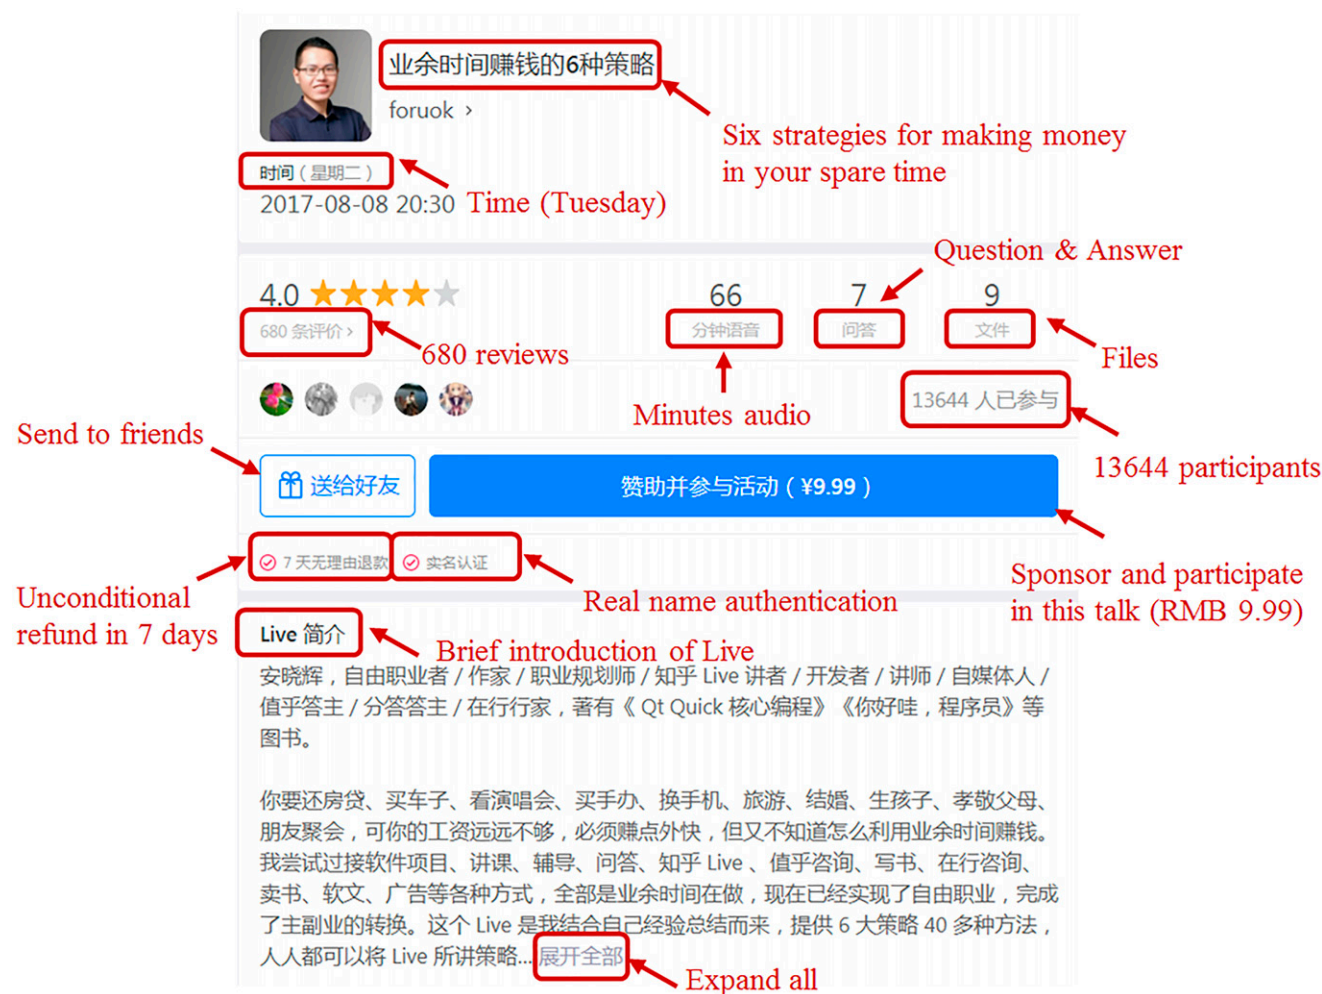 业余时间赚钱的6种策略
foruok >
Six strategies for making money
in your spare time
时间（星期二）
2017-08-08 20:30
Time (Tuesday)
Question & Answer
4.0
66
7
9
680 条评价 >
分钟语音
问答
文件
680 reviews
Files
Minutes audio
13644 人已参与
Send to friends
13644 participants
送给好友
赞助并参与活动（¥9.99）
7 天无理由退款
实名认证
Sponsor and participate
in this talk (RMB 9.99)
Unconditional
refund in 7 days
Real name authentication
Live 简介
Brief introduction of Live
安晓辉，自由职业者 / 作家 / 职业规划师 / 知乎 Live 讲者 / 开发者 / 讲师 / 自媒体人 /
值乎答主 / 分答答主 / 在行行家，著有《 Qt Quick 核心编程》《你好哇，程序员》等
图书。
你要还房贷、买车子、看演唱会、买手办、换手机、旅游、结婚、生孩子、孝敬父母、
朋友聚会，可你的工资远远不够，必须赚点外快，但又不知道怎么利用业余时间赚钱。
我尝试过接软件项目、讲课、辅导、问答、知乎 Live 、值乎咨询、写书、在行咨询、
卖书、软文、广告等各种方式，全部是业余时间在做，现在已经实现了自由职业，完成
了主副业的转换。这个 Live 是我结合自己经验总结而来，提供 6 大策略 40 多种方法，
人人都可以将 Live 所讲策略... 展开全部
Expand all